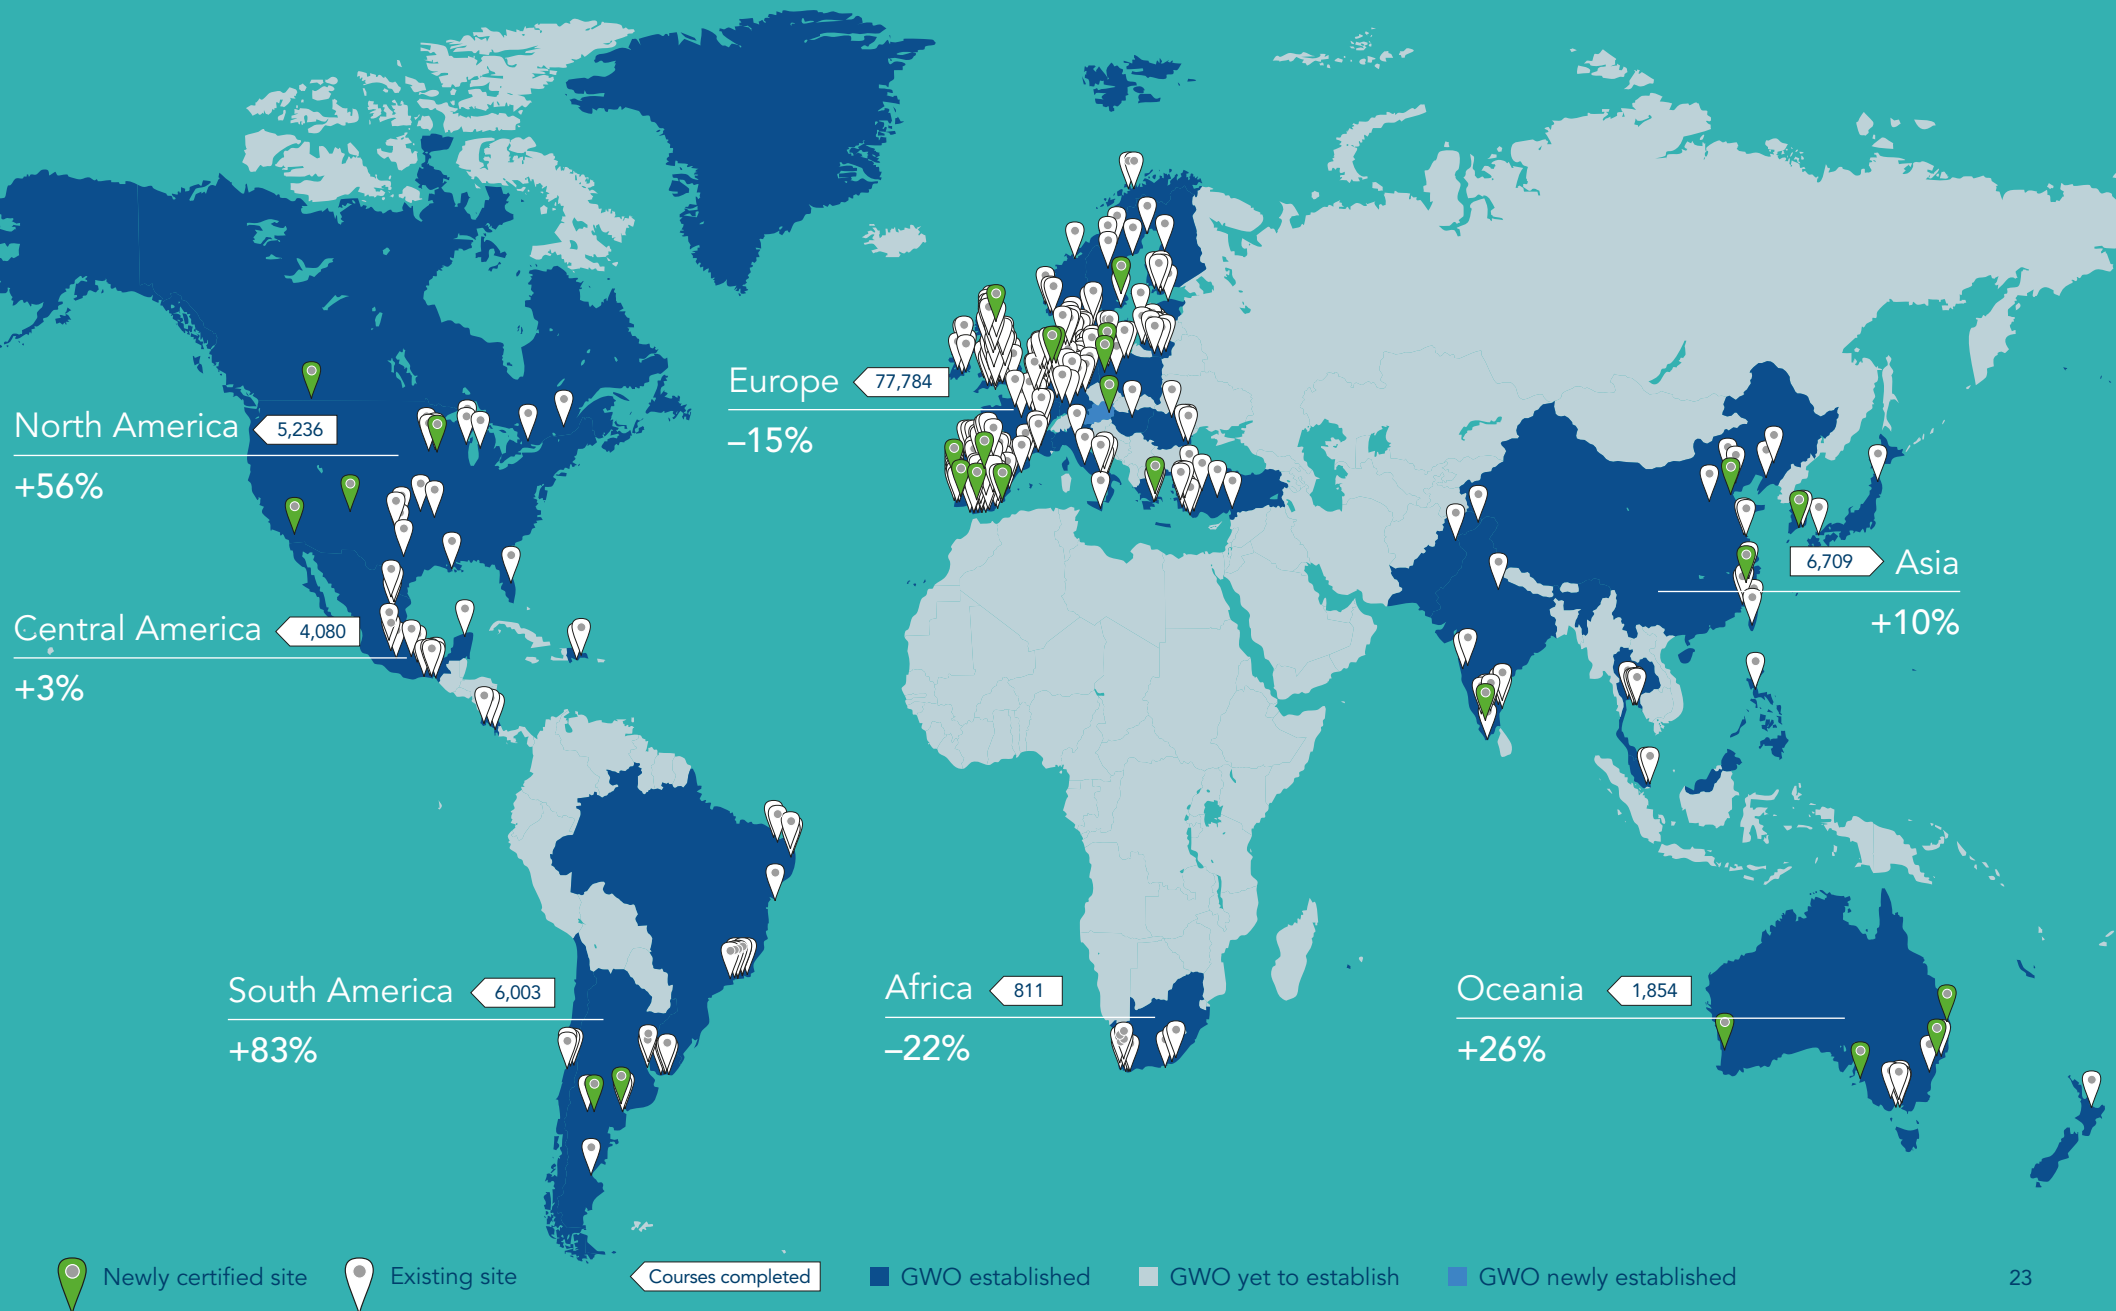 North America
5,236
+56%
Europe
77,784
–15%
Central America
4,080
+3%
6,709
Asia
+10%
South America
6,003
+83%
Africa
811
–22%
Oceania
1,854
+26%
Newly certified site
Existing site
Courses completed
GWO established
GWO yet to establish
GWO newly established
23